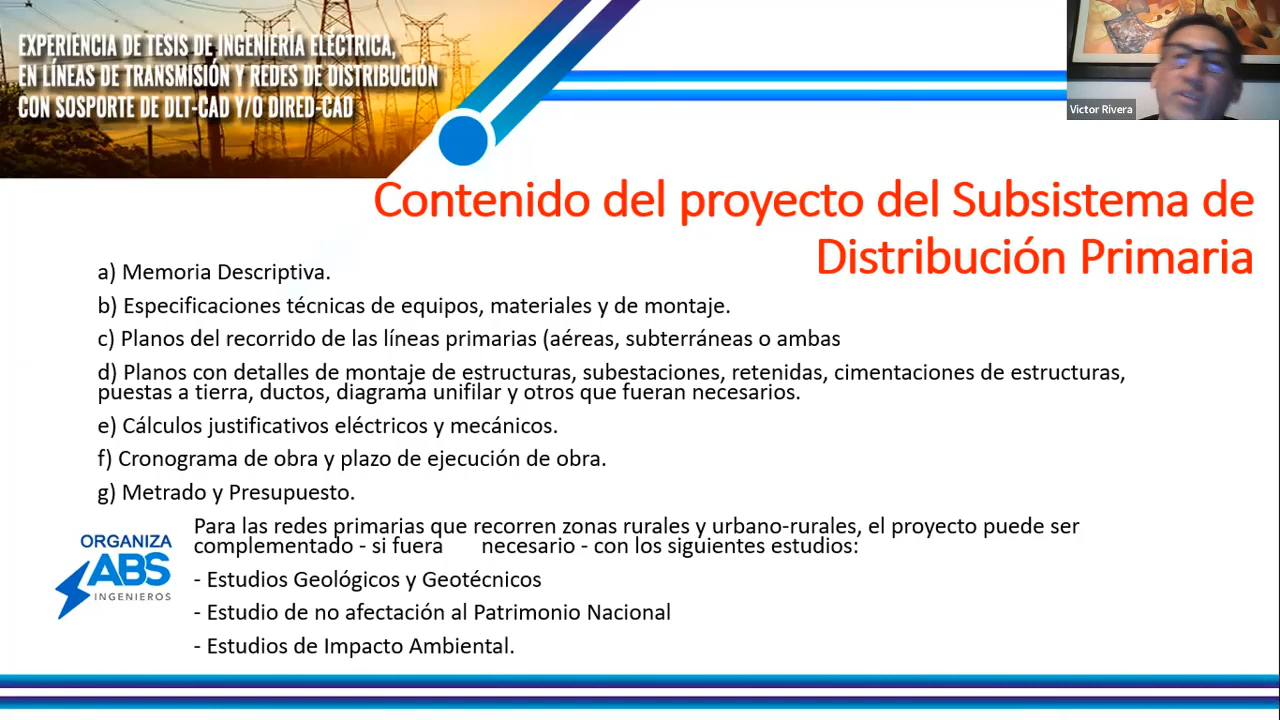 EXPERIENCIA DE TESIS DE INGENIERÍA ELÉCTRICA,
EN LÍNEAS DE TRANSMISIÓN Y REDES DE DISTRIBUCIÓN
CON SOSPORTE DE DLT-CAD Y/O DIRED-CAD
Victor Rivera
Contenido del proyecto del Subsistema de
Distribución Primaria
a) Memoria Descriptiva.
b) Especificaciones técnicas de equipos, materiales y de montaje.
c) Planos del recorrido de las líneas primarias (aéreas, subterráneas o ambas
d) Planos con detalles de montaje de estructuras, subestaciones, retenidas, cimentaciones de estructuras,
puestas a tierra, ductos, diagrama unifilar y otros que fueran necesarios.
e) Cálculos justificativos eléctricos y mecánicos.
f) Cronograma de obra y plazo de ejecución de obra.
g) Metrado y Presupuesto.
Para las redes primarias que recorren zonas rurales y urbano-rurales, el proyecto puede ser
complementado - si fuera necesario - con los siguientes estudios:
- Estudios Geológicos y Geotécnicos
- Estudio de no afectación al Patrimonio Nacional
- Estudios de Impacto Ambiental.
ORGANIZA
ABS
INGENIEROS